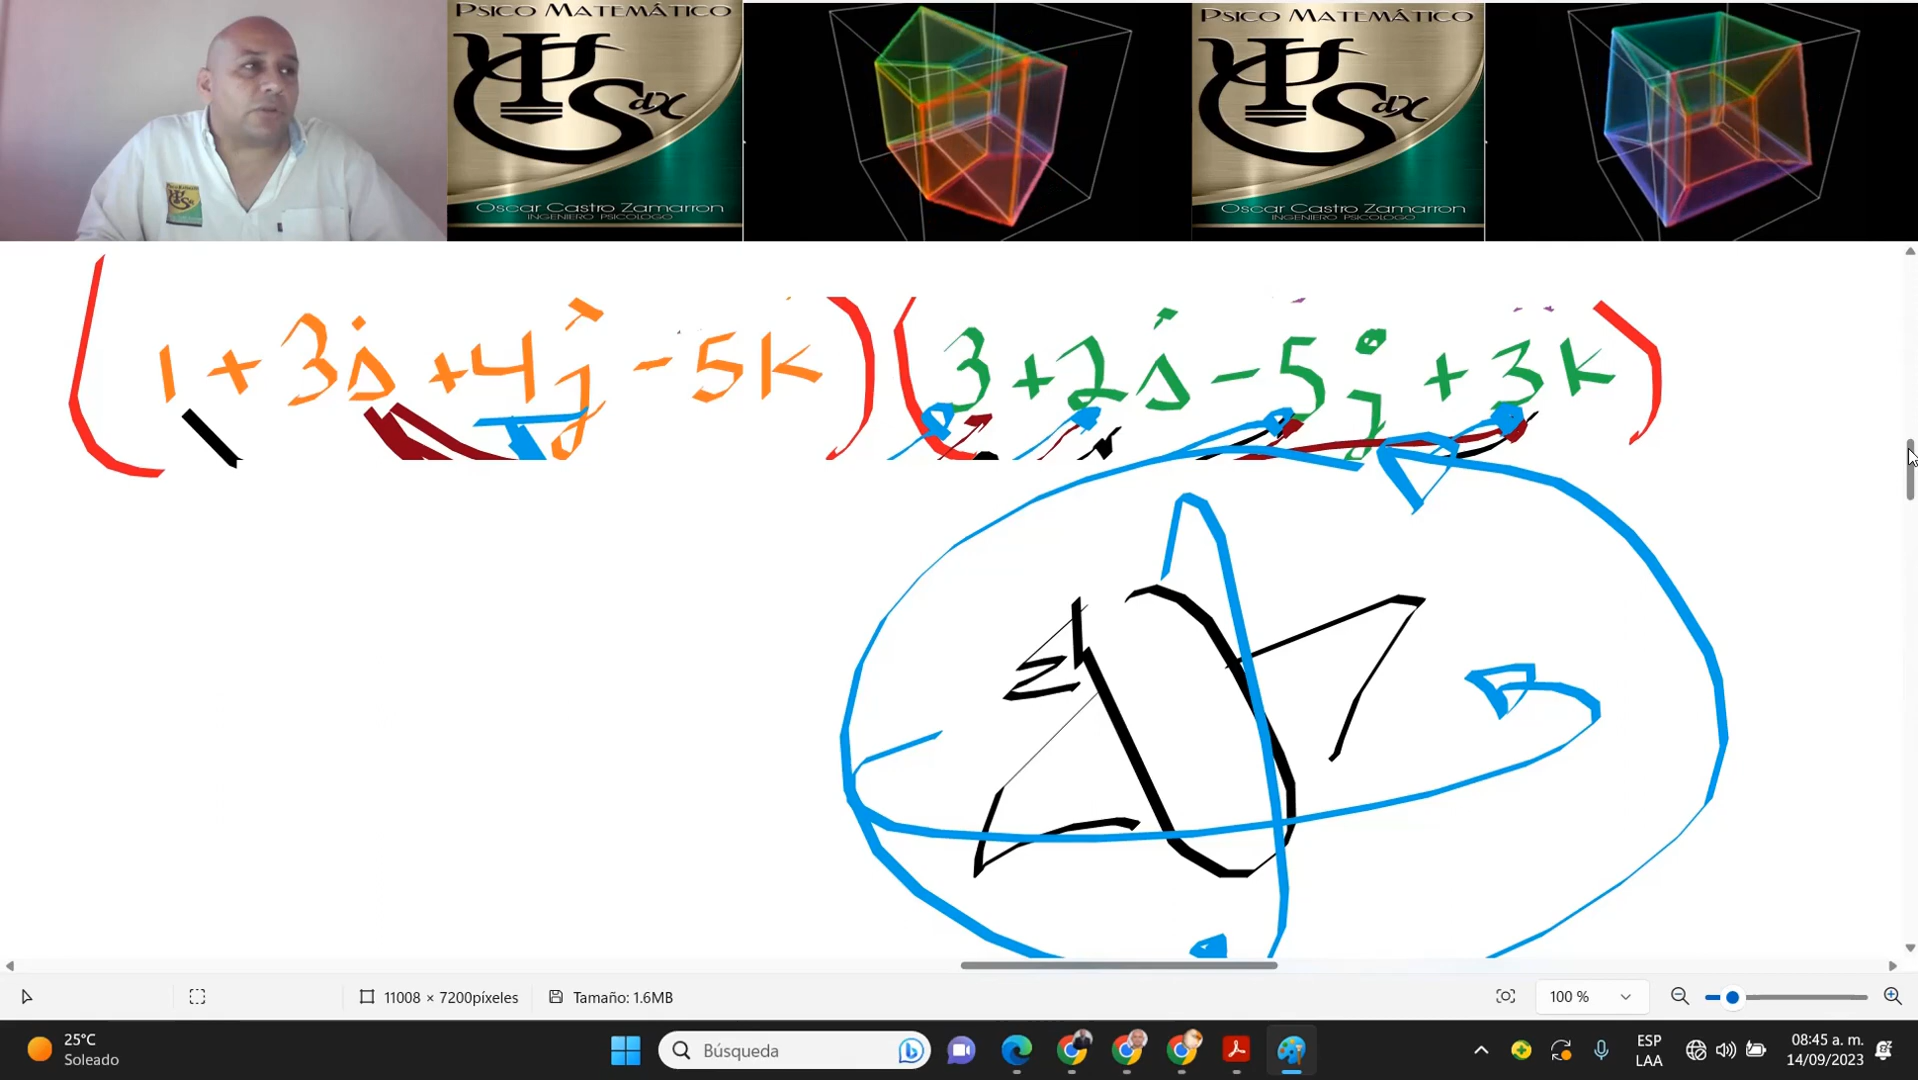 PSICO MATEMÁTICO
dx
Oscar Castro Zamarron
INGENIERO PSICOLOGO
PSICO MATEMÁTICO
dx
Oscar Castro Zamarron
INGENIERO PSICOLOGO
(1 + 3i + 4j - 5k)(3 + 2i - 5j + 3k)
11008 × 7200píxeles
Tamaño: 1.6MB
100 %
25°C
Soleado
Búsqueda
ESP
LAA
08:45 a. m.
14/09/2023